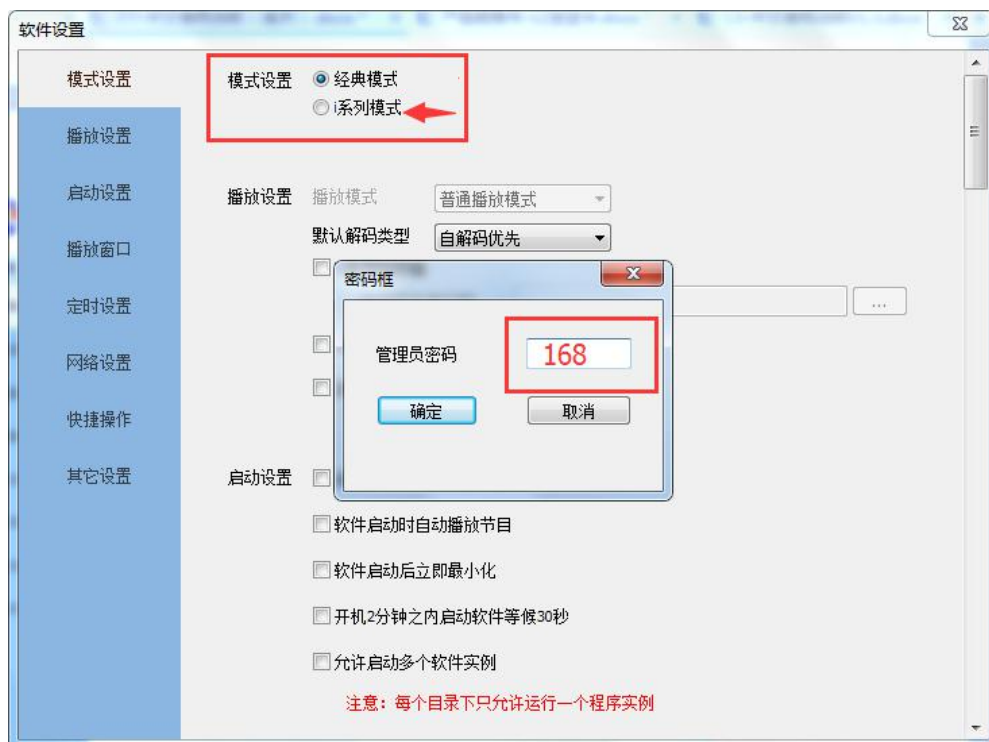 软件设置
模式设置
播放设置
启动设置
播放窗口
定时设置
网络设置
快捷操作
其它设置
模式设置 经典模式
i系列模式
播放设置 播放模式 普通播放模式
默认解码类型 自解码优先
...
密码框
管理员密码 168
确定 取消
启动设置
软件启动时自动播放节目
软件启动后立即最小化
开机2分钟之内启动软件等候30秒
允许启动多个软件实例
注意：每个目录下只允许运行一个程序实例